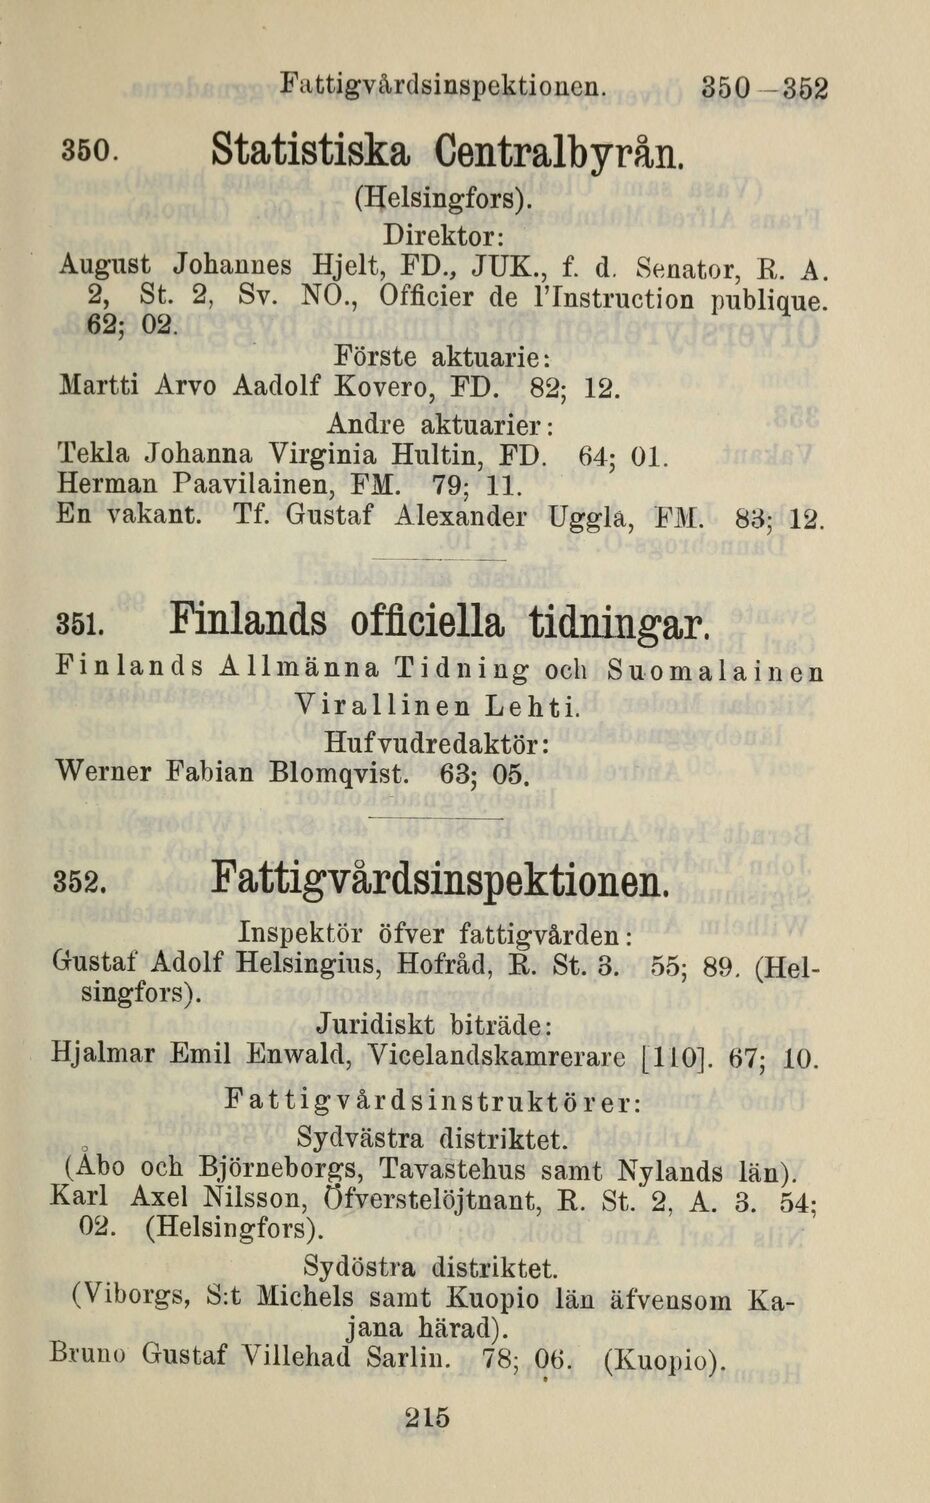 Fattigvårdsinspektionen. 350—352
350. Statistiska Centralbyrån.
(Helsingfors).
Direktor:
August Johannes Hjelt, FD., JUK., f. d. Senator, R. A.
2, St. 2, Sv. NO., Officier de l'Instruction publique.
62; 02.
Förste aktuarie:
Martti Arvo Aadolf Kovero, FD. 82; 12.
Andre aktuarier:
Tekla Johanna Virginia Hultin, FD. 64; 01.
Herman Paavilainen, FM. 79; 11.
En vakant. Tf. Gustaf Alexander Uggla, FM. 83; 12.
351. Finlands officiella tidningar.
Finlands Allmänna Tidning och Suomalainen
Virallinen Lehti.
Hufvudredaktör:
Werner Fabian Blomqvist. 63; 05.
352. Fattigvårdsinspektionen.
Inspektör öfver fattigvården:
Gustaf Adolf Helsingius, Hofråd, R. St. 3. 55; 89. (Hel-
singfors).
Juridiskt biträde:
Hjalmar Emil Enwald, Vicelandskamrerare [110]. 67; 10.
Fattigvårdsinstruktörer:
Sydvästra distriktet.
(Åbo och Björneborgs, Tavastehus samt Nylands län).
Karl Axel Nilsson, Öfverstelöjtnant, R. St. 2, A. 3. 54;
02. (Helsingfors).
Sydöstra distriktet.
(Viborgs, S:t Michels samt Kuopio län äfvensom Ka-
jana härad).
Bruno Gustaf Villehad Sarlin. 78; 06. (Kuopio).
215